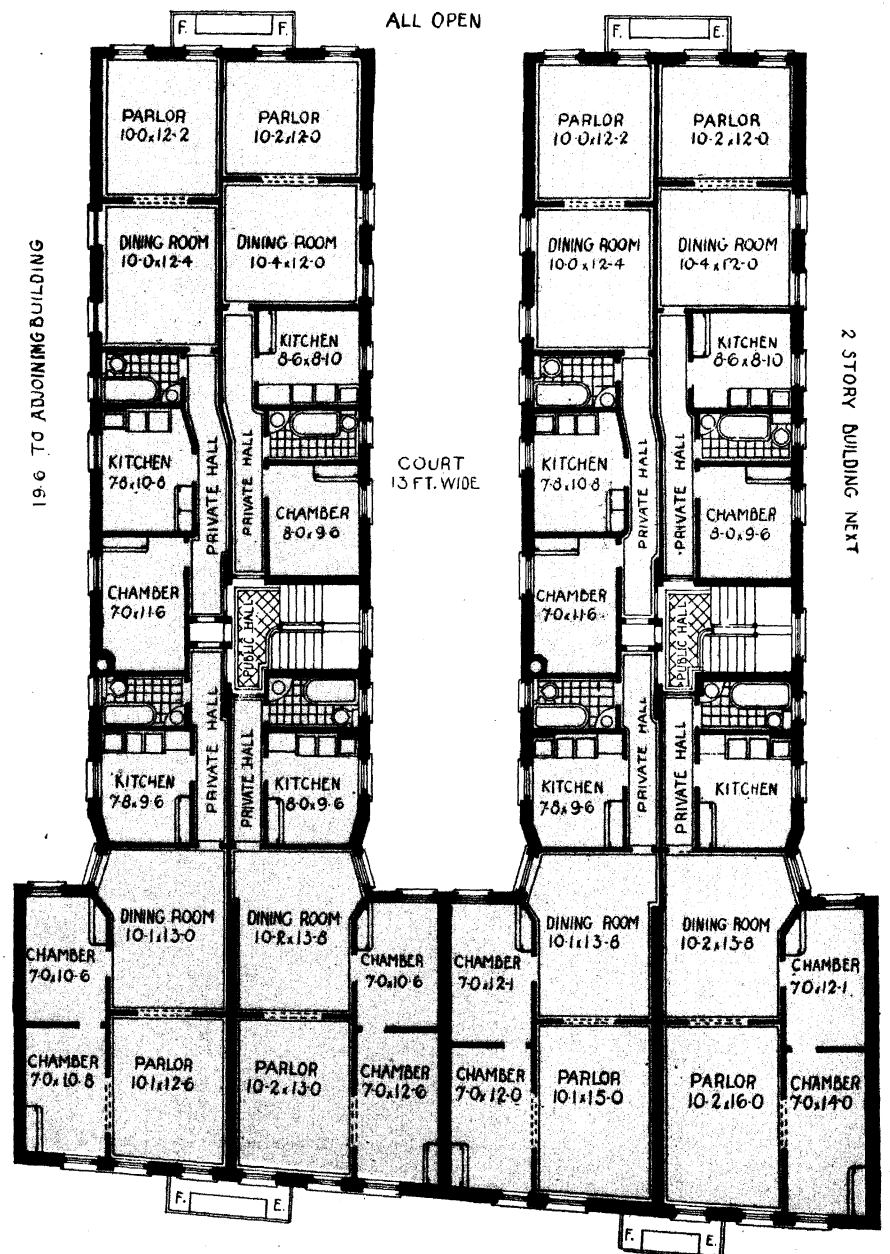 F. F.
ALL OPEN
F. E.
PARLOR
10-0x12-2
PARLOR
10-2x12-0
PARLOR
10-0x12-2
PARLOR
10-2x12-0
DINING ROOM
10-0x12-4
DINING ROOM
10-4x12-0
DINING ROOM
10-0x12-4
DINING ROOM
10-4x12-0
19.6 TO ADJOINING BUILDING
KITCHEN
8-6x8-10
KITCHEN
8-6x8-10
2 STORY BUILDING NEXT
KITCHEN
7-8x10-8
PRIVATE HALL
PRIVATE HALL
CHAMBER
8-0x9-6
COURT
13 FT. WIDE
KITCHEN
7-8x10-8
PRIVATE HALL
PRIVATE HALL
CHAMBER
8-0x9-6
CHAMBER
7-0x11-6
PUBLIC HALL
CHAMBER
7-0x11-6
PUBLIC HALL
KITCHEN
7-8x9-6
PRIVATE HALL
PRIVATE HALL
KITCHEN
8-0x9-6
KITCHEN
7-8x9-6
PRIVATE HALL
PRIVATE HALL
KITCHEN
DINING ROOM
10-1x13-0
DINING ROOM
10-2x13-8
DINING ROOM
10-1x13-8
DINING ROOM
10-2x13-8
CHAMBER
7-0x10-6
CHAMBER
7-0x10-6
CHAMBER
7-0x12-1
CHAMBER
7-0x12-1
CHAMBER
7-0x10-8
PARLOR
10-1x12-6
PARLOR
10-2x13-0
CHAMBER
7-0x12-6
CHAMBER
7-0x12-0
PARLOR
10-1x15-0
PARLOR
10-2x16-0
CHAMBER
7-0x14-0
F. E.
F. E.